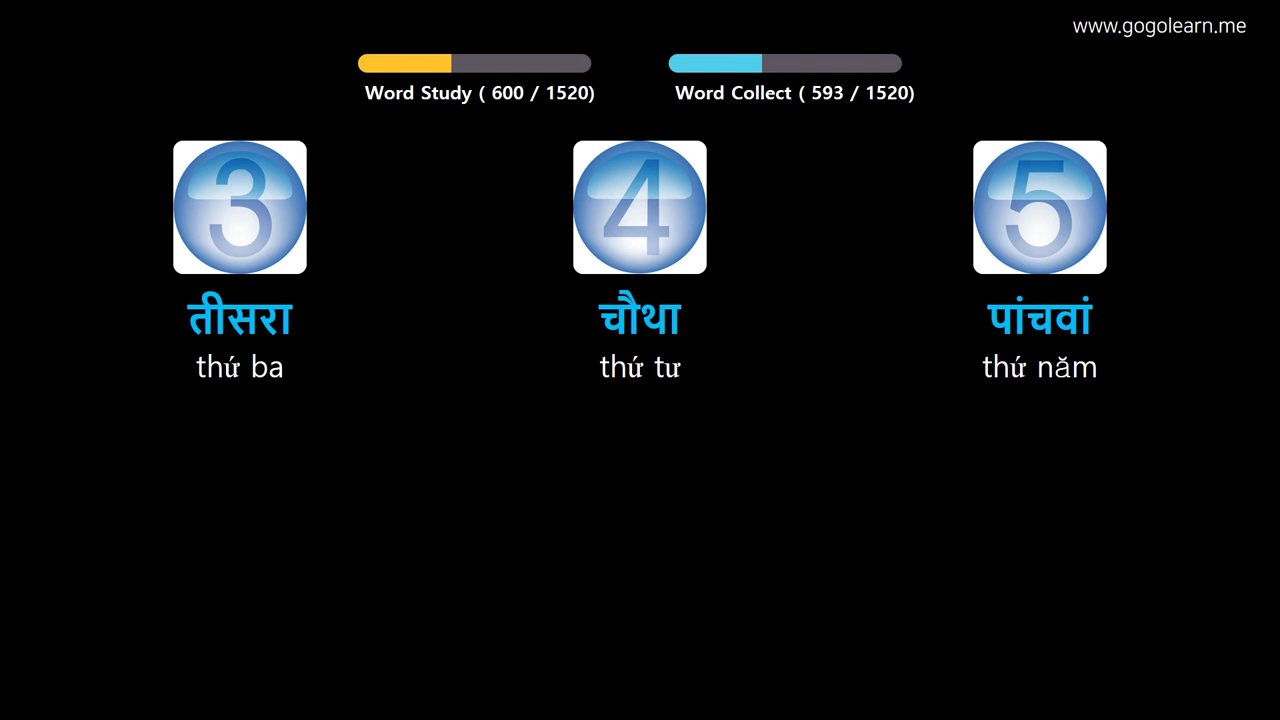 www.gogolearn.me
Word Study ( 600 / 1520)
Word Collect ( 593 / 1520)
3
4
5
तीसरा
चौथा
पांचवां
thứ ba
thứ tư
thứ năm